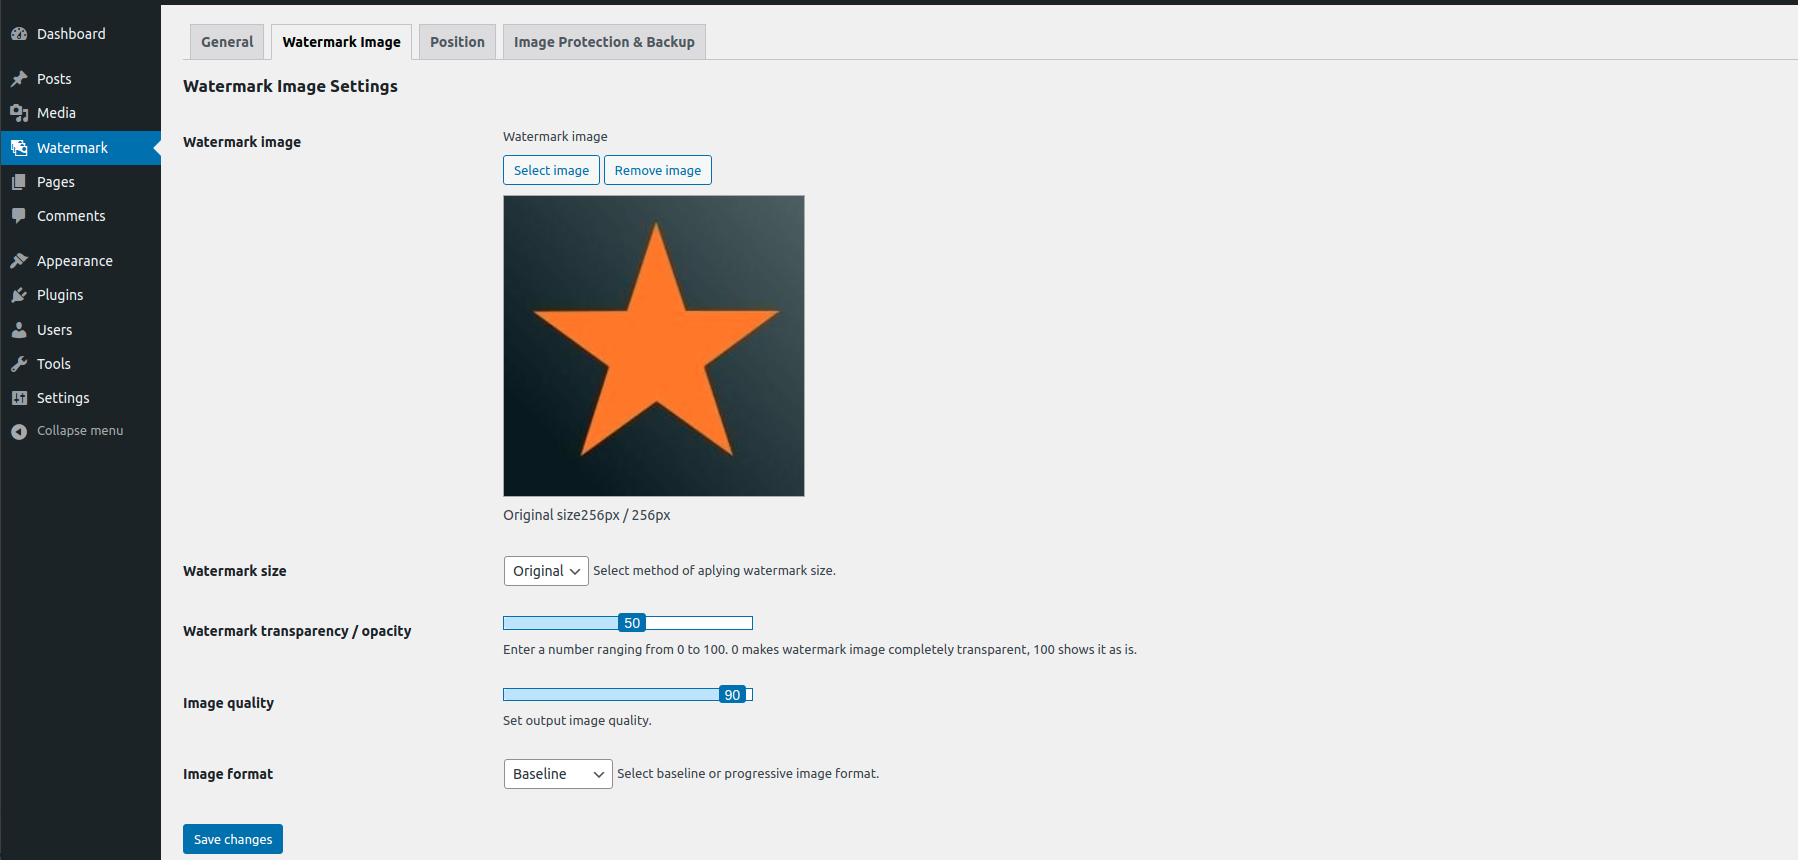 Dashboard
Posts
Media
Watermark
Pages
Comments
Appearance
Plugins
Users
Tools
Settings
Collapse menu
General
Watermark Image
Position
Image Protection & Backup
Watermark Image Settings
Watermark image
Watermark image
Select image
Remove image
Original size256px / 256px
Watermark size
Original
Select method of aplying watermark size.
Watermark transparency / opacity
50
Enter a number ranging from 0 to 100. 0 makes watermark image completely transparent, 100 shows it as is.
Image quality
90
Set output image quality.
Image format
Baseline
Select baseline or progressive image format.
Save changes